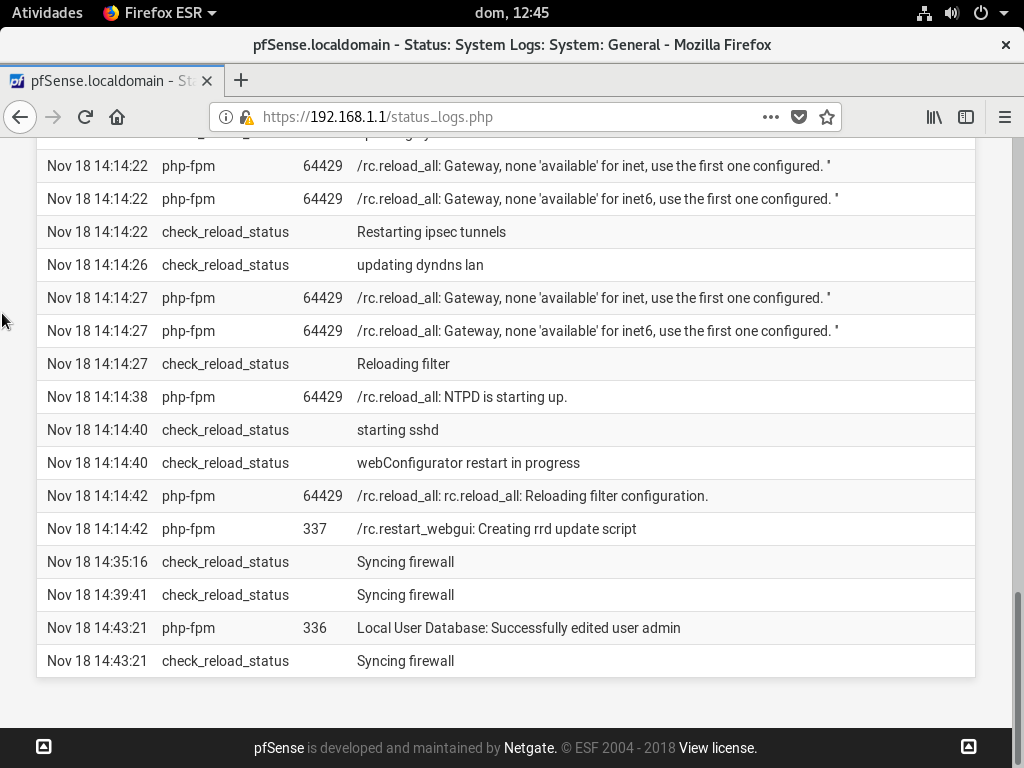 Atividades Firefox ESR dom, 12:45
pfSense.localdomain - Status: System Logs: System: General - Mozilla Firefox
pfSense.localdomain - Sta
https://192.168.1.1/status_logs.php
Nov 18 14:14:22 php-fpm 64429 /rc.reload_all: Gateway, none 'available' for inet, use the first one configured. ''
Nov 18 14:14:22 php-fpm 64429 /rc.reload_all: Gateway, none 'available' for inet6, use the first one configured. ''
Nov 18 14:14:22 check_reload_status Restarting ipsec tunnels
Nov 18 14:14:26 check_reload_status updating dyndns lan
Nov 18 14:14:27 php-fpm 64429 /rc.reload_all: Gateway, none 'available' for inet, use the first one configured. ''
Nov 18 14:14:27 php-fpm 64429 /rc.reload_all: Gateway, none 'available' for inet6, use the first one configured. ''
Nov 18 14:14:27 check_reload_status Reloading filter
Nov 18 14:14:38 php-fpm 64429 /rc.reload_all: NTPD is starting up.
Nov 18 14:14:40 check_reload_status starting sshd
Nov 18 14:14:40 check_reload_status webConfigurator restart in progress
Nov 18 14:14:42 php-fpm 64429 /rc.reload_all: rc.reload_all: Reloading filter configuration.
Nov 18 14:14:42 php-fpm 337 /rc.restart_webgui: Creating rrd update script
Nov 18 14:35:16 check_reload_status Syncing firewall
Nov 18 14:39:41 check_reload_status Syncing firewall
Nov 18 14:43:21 php-fpm 336 Local User Database: Successfully edited user admin
Nov 18 14:43:21 check_reload_status Syncing firewall
pfSense is developed and maintained by Netgate. © ESF 2004 - 2018 View license.